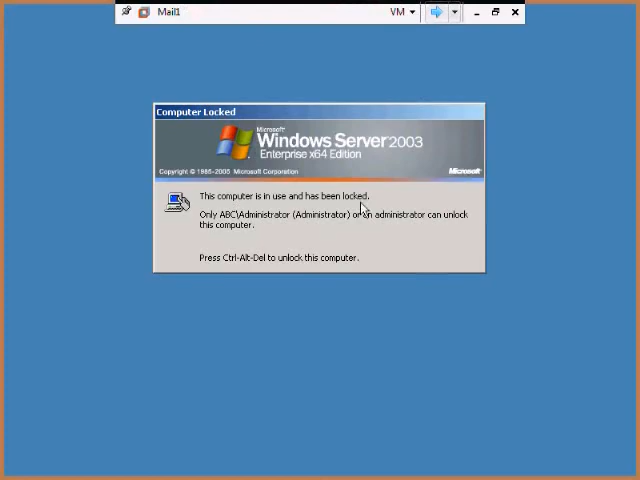 Mail1 VM
Computer Locked
Microsoft
Windows Server 2003
Enterprise x64 Edition
Copyright © 1985-2005 Microsoft Corporation Microsoft
This computer is in use and has been locked.
Only ABC\Administrator (Administrator) or an administrator can unlock
this computer.
Press Ctrl-Alt-Del to unlock this computer.